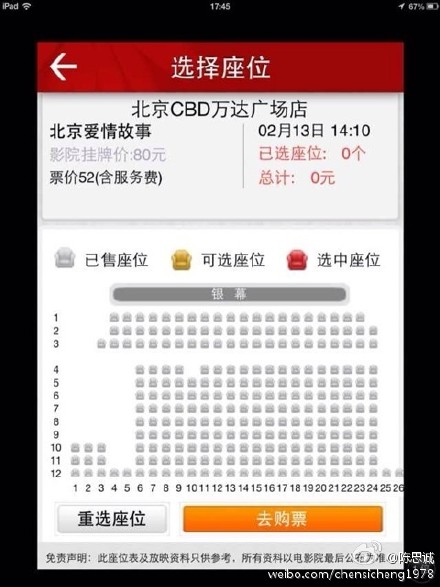 iPad 17:45 67%
选择座位
北京CBD万达广场店
北京爱情故事 02月13日 14:10
影院挂牌价:80元 已选座位: 0个
票价52(含服务费) 总计: 0元
已售座位 可选座位 选中座位
银幕
1
2
3
4
5
6
7
8
9
10
11
12
1 2 3 4 5 6 7 8 9 10 11 12 13 14 15 16 17 18 19 20 21 22 23 24 25 26
重选座位 去购票
免责声明：此座位表及放映资料只供参考，所有资料以电影院最后公布为准
@陈思诚
weibo.com/chensicheng1978